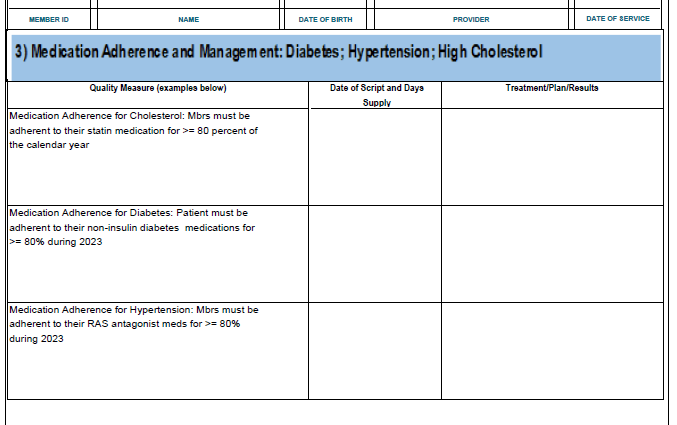 MEMBER ID NAME DATE OF BIRTH PROVIDER DATE OF SERVICE
3) Medication Adherence and Management: Diabetes; Hypertension; High Cholesterol
Quality Measure (examples below) Date of Script and Days Treatment/Plan/Results
Supply
Medication Adherence for Cholesterol: Mbrs must be
adherent to their statin medication for >= 80 percent of
the calendar year
Medication Adherence for Diabetes: Patient must be
adherent to their non-insulin diabetes medications for
>= 80% during 2023
Medication Adherence for Hypertension: Mbrs must be
adherent to their RAS antagonist meds for >= 80%
during 2023